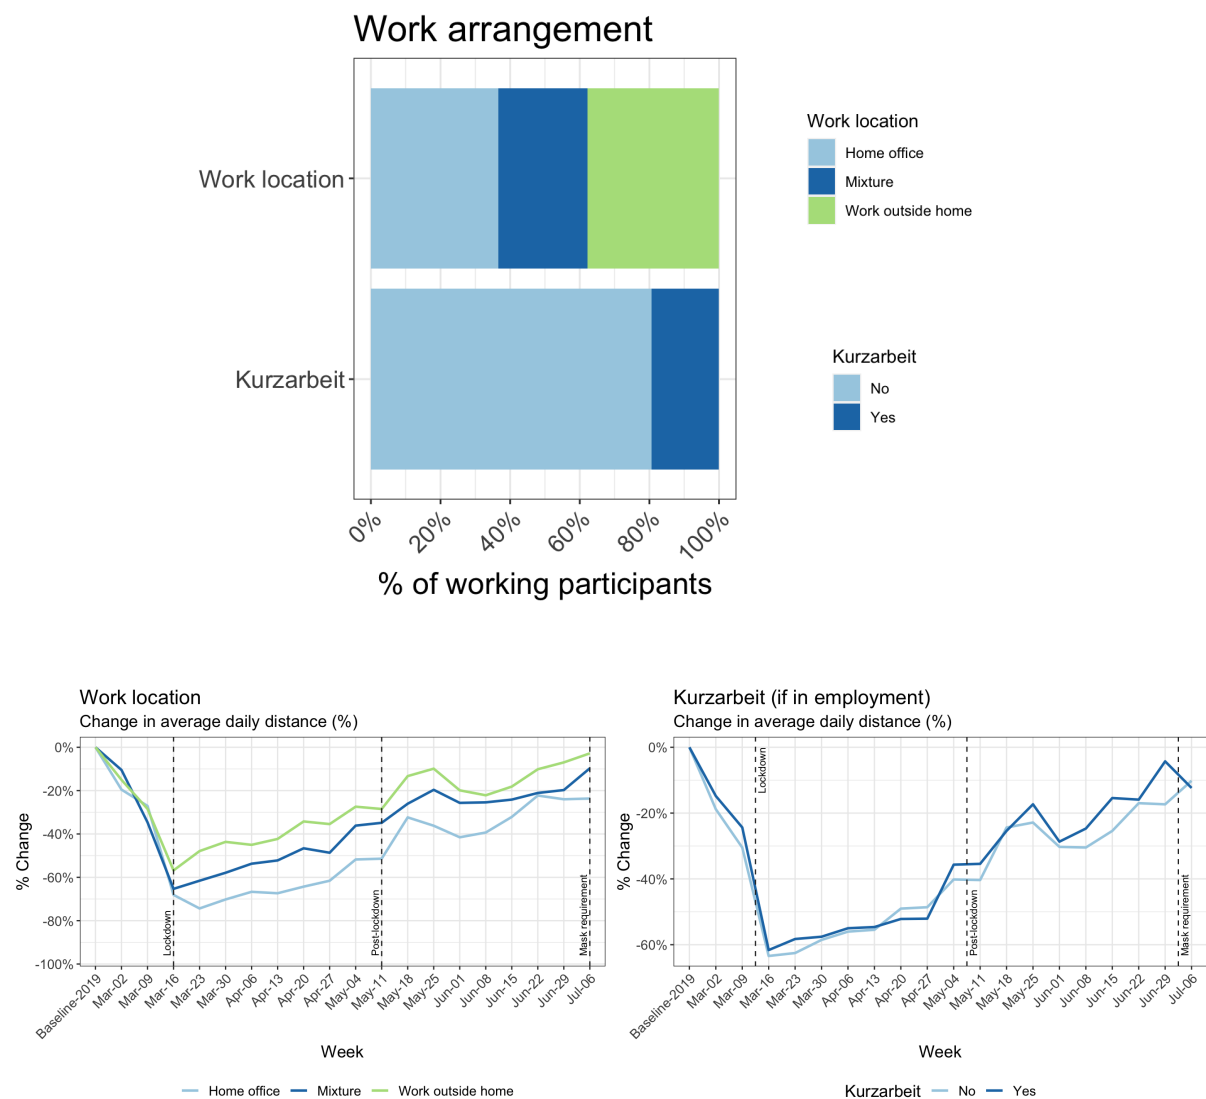 Work arrangement
Work location
Kurzarbeit
0%
20%
40%
60%
80%
100%
% of working participants
Work location
Home office
Mixture
Work outside home
Kurzarbeit
No
Yes
Work location
Change in average daily distance (%)
% Change
0%
-20%
-40%
-60%
-80%
-100%
Lockdown
Post-lockdown
Mask requirement
Baseline-2019
Mar-02
Mar-09
Mar-16
Mar-23
Mar-30
Apr-06
Apr-13
Apr-20
Apr-27
May-04
May-11
May-18
May-25
Jun-01
Jun-08
Jun-15
Jun-22
Jun-29
Jul-06
Week
Home office
Mixture
Work outside home
Kurzarbeit (if in employment)
Change in average daily distance (%)
% Change
0%
-20%
-40%
-60%
Lockdown
Post-lockdown
Mask requirement
Baseline-2019
Mar-02
Mar-09
Mar-16
Mar-23
Mar-30
Apr-06
Apr-13
Apr-20
Apr-27
May-04
May-11
May-18
May-25
Jun-01
Jun-08
Jun-15
Jun-22
Jun-29
Jul-06
Week
Kurzarbeit
No
Yes